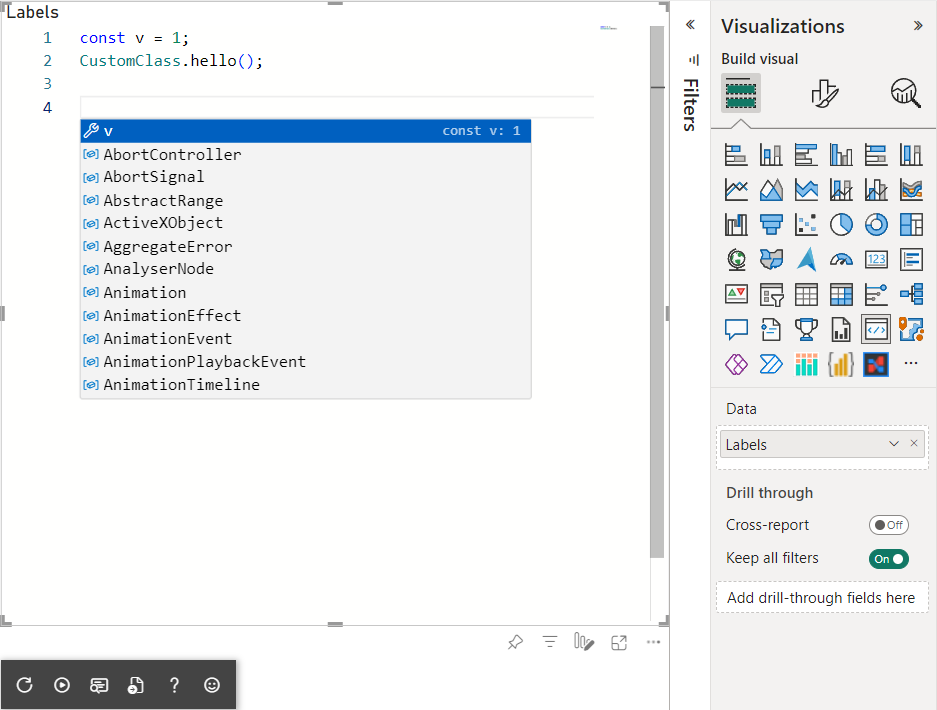 Labels
1 const v = 1;
2 CustomClass.hello();
3
4
v const v: 1
AbortController
AbortSignal
AbstractRange
ActiveXObject
AggregateError
AnalyserNode
Animation
AnimationEffect
AnimationEvent
AnimationPlaybackEvent
AnimationTimeline
Filters
Visualizations
Build visual
123
Data
Labels
Drill through
Cross-report
Off
Keep all filters
On
Add drill-through fields here